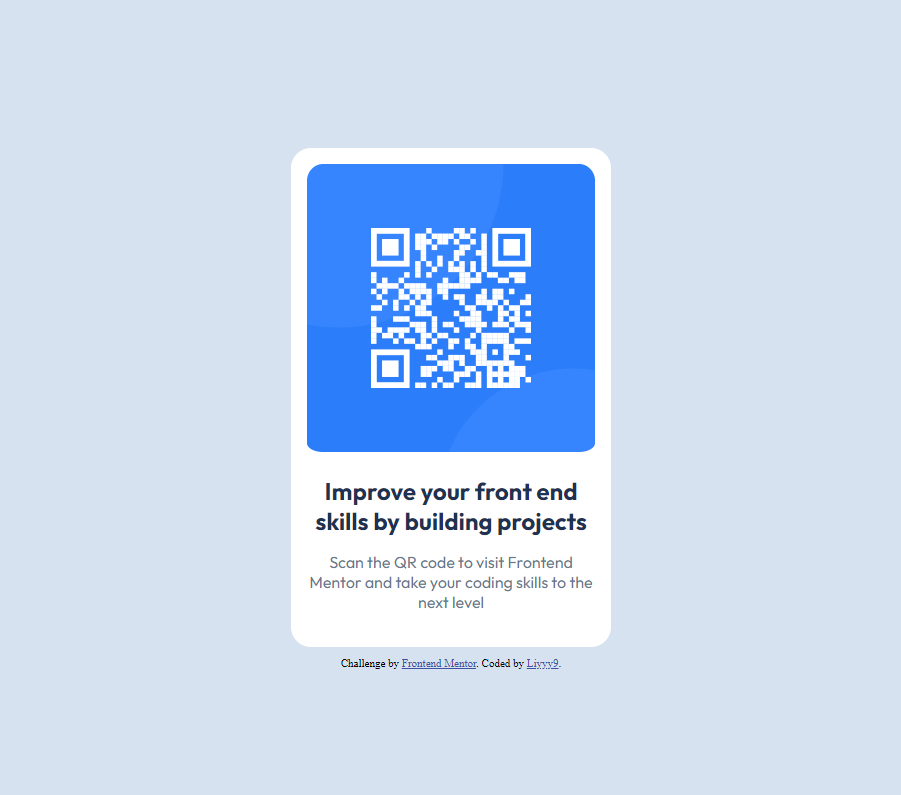 Improve your front end
skills by building projects
Scan the QR code to visit Frontend
Mentor and take your coding skills to the
next level
Challenge by Frontend Mentor. Coded by Liyyy9.